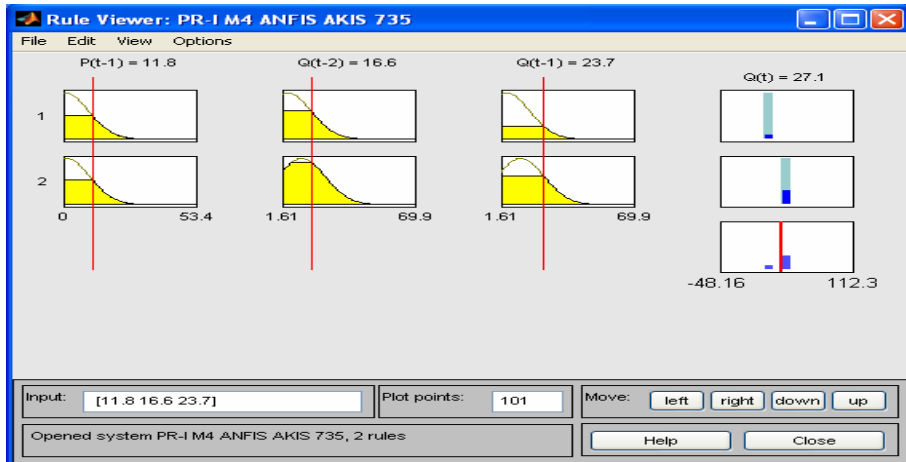 Rule Viewer: PR-I M4 ANFIS AKIS 735
File Edit View Options
P(t-1) = 11.8 Q(t-2) = 16.6 Q(t-1) = 23.7 Q(t) = 27.1
1
2
0 53.4 1.61 69.9 1.61 69.9
-48.16 112.3
Input: [11.8 16.6 23.7] Plot points: 101 Move: left right down up
Opened system PR-I M4 ANFIS AKIS 735, 2 rules Help Close